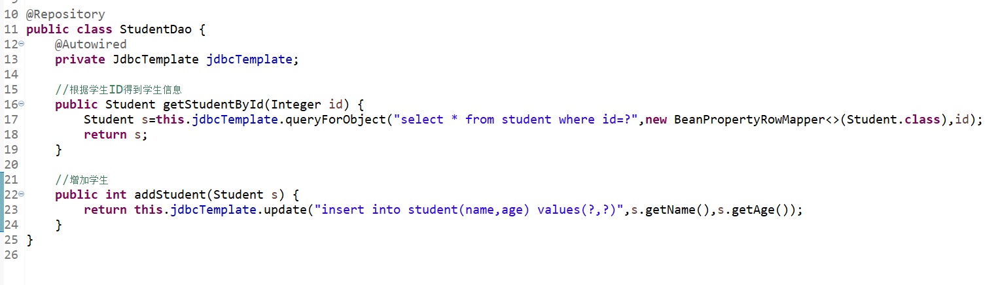 10 @Repository
11 public class StudentDao {
12 @Autowired
13 private JdbcTemplate jdbcTemplate;
14
15 //根据学生ID得到学生信息
16 public Student getStudentById(Integer id) {
17 Student s=this.jdbcTemplate.queryForObject("select * from student where id=?",new BeanPropertyRowMapper<>(Student.class),id);
18 return s;
19 }
20
21 //增加学生
22 public int addStudent(Student s) {
23 return this.jdbcTemplate.update("insert into student(name,age) values(?,?)",s.getName(),s.getAge());
24 }
25 }
26